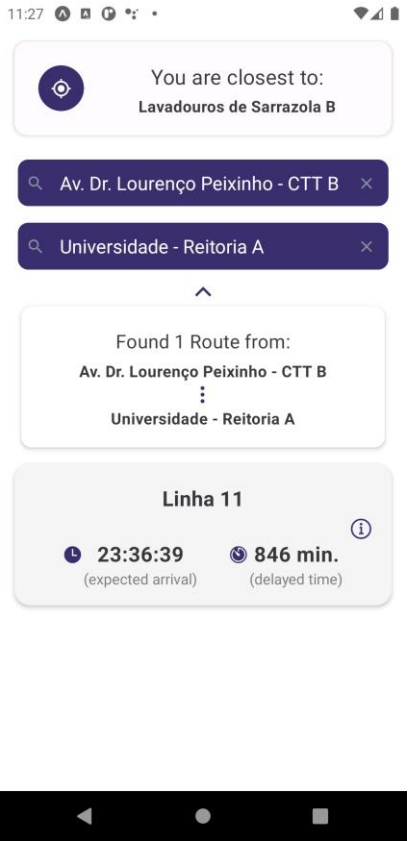 11:27
You are closest to:
Lavadouros de Sarrazola B
Av. Dr. Lourenço Peixinho - CTT B
Universidade - Reitoria A
Found 1 Route from:
Av. Dr. Lourenço Peixinho - CTT B
Universidade - Reitoria A
Linha 11
23:36:39 846 min.
(expected arrival) (delayed time)